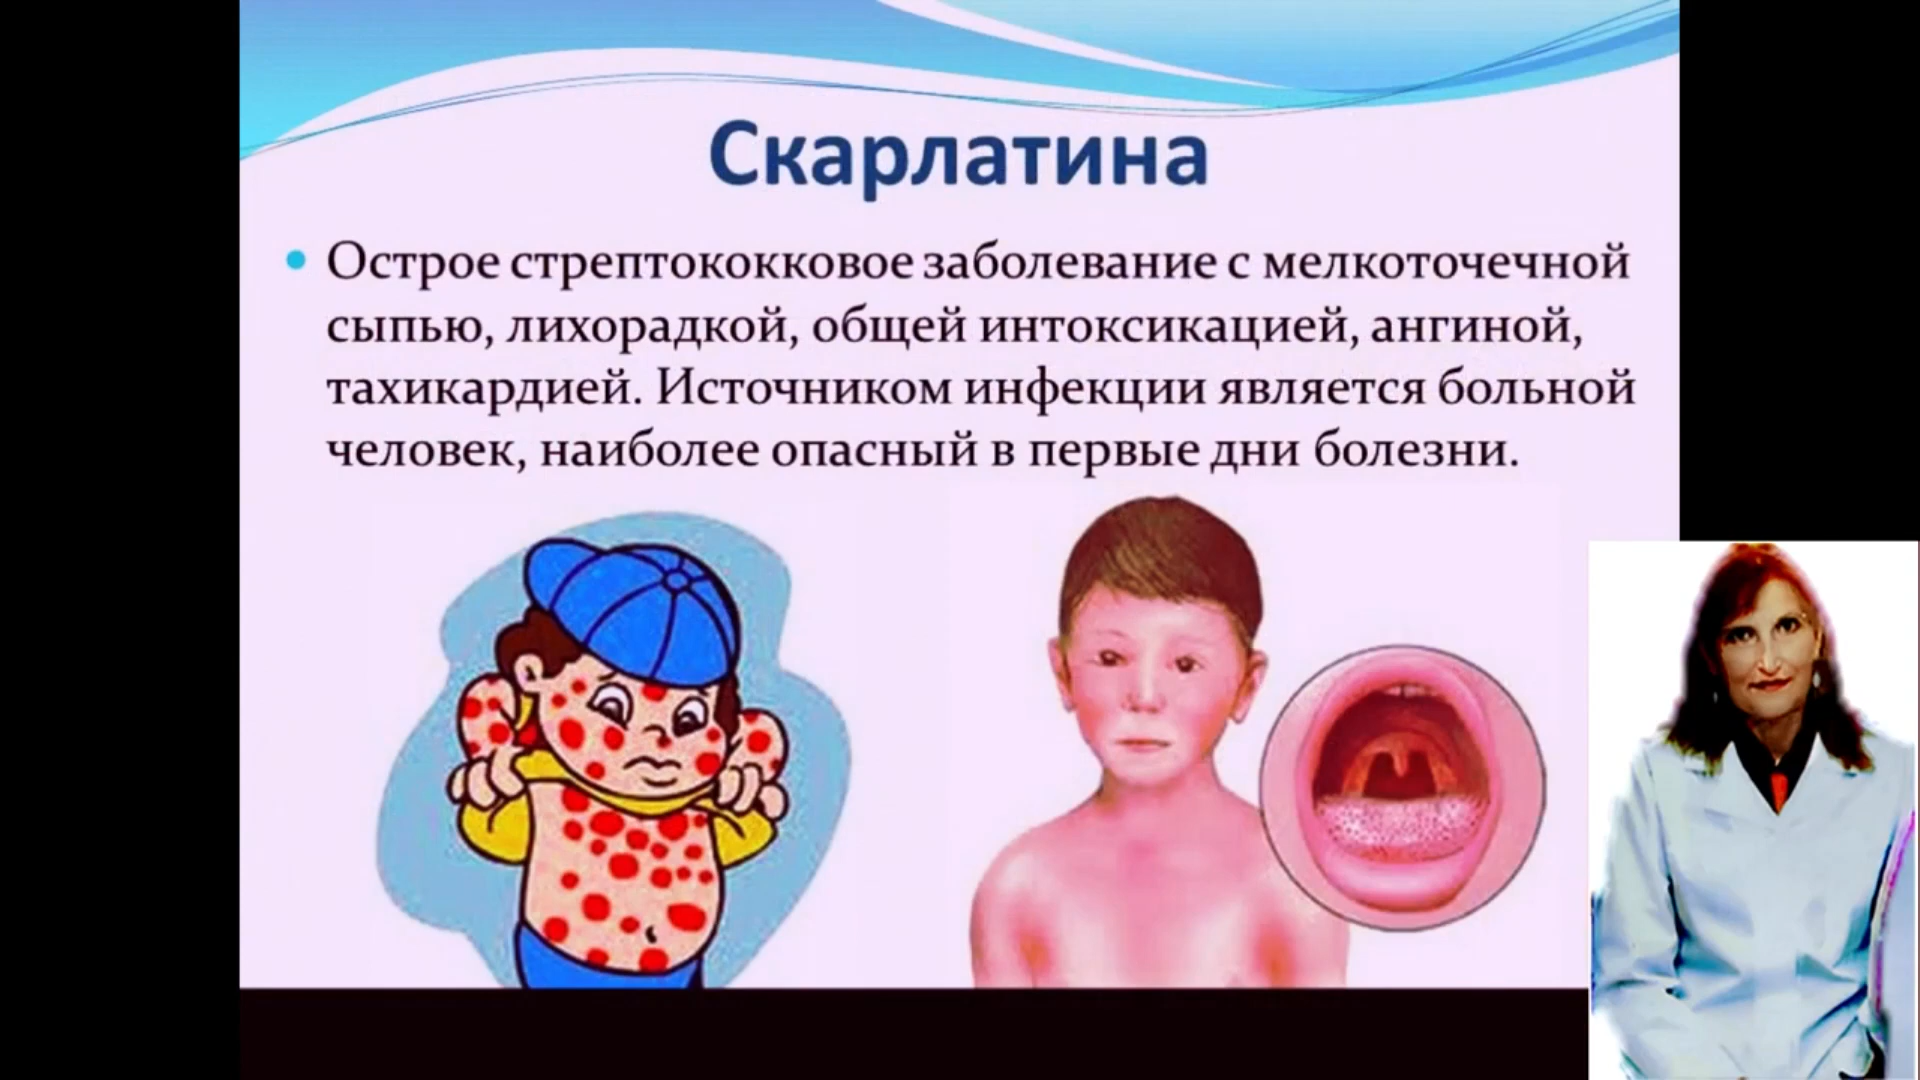 Скарлатина
Острое стрептококковое заболевание с мелкоточечной
сыпью, лихорадкой, общей интоксикацией, ангиной,
тахикардией. Источником инфекции является больной
человек, наиболее опасный в первые дни болезни.